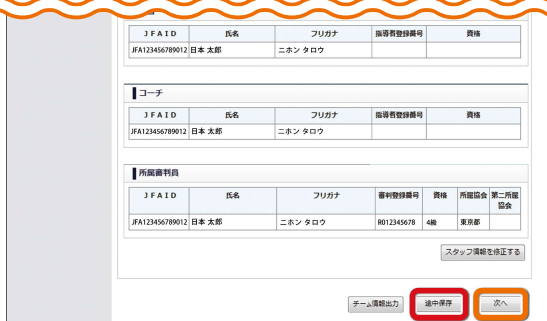 ＪＦＡＩＤ 氏名 フリガナ 指導者登録番号 資格
JFA123456789012 日本 太郎 ニホン タロウ
コーチ
ＪＦＡＩＤ 氏名 フリガナ 指導者登録番号 資格
JFA123456789012 日本 太郎 ニホン タロウ
所属審判員
ＪＦＡＩＤ 氏名 フリガナ 審判登録番号 資格 所属協会 第二所属
協会
JFA123456789012 日本 太郎 ニホン タロウ R012345678 4級 東京都
スタッフ情報を修正する
チーム情報出力 途中保存 次へ